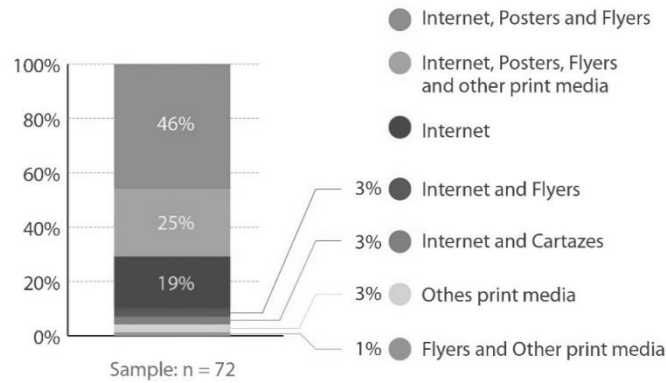 Internet, Posters and Flyers
Internet, Posters, Flyers
and other print media
Internet
3% Internet and Flyers
3% Internet and Cartazes
3% Othes print media
1% Flyers and Other print media
100%
80%
60%
40%
20%
0%
46%
25%
19%
Sample: n = 72